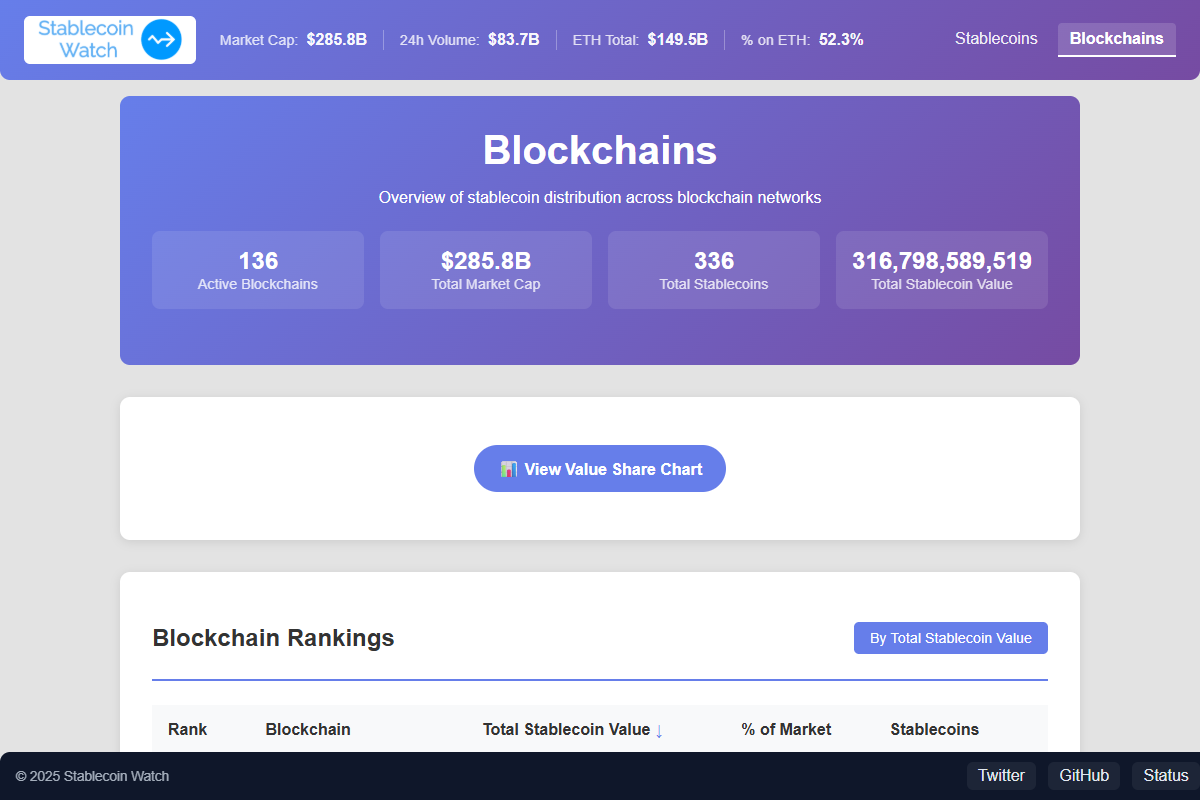 Stablecoin
Watch
Market Cap: $285.8B
24h Volume: $83.7B
ETH Total: $149.5B
% on ETH: 52.3%
Stablecoins
Blockchains
Blockchains
Overview of stablecoin distribution across blockchain networks
136
Active Blockchains
$285.8B
Total Market Cap
336
Total Stablecoins
316,798,589,519
Total Stablecoin Value
📊 View Value Share Chart
Blockchain Rankings
By Total Stablecoin Value
Rank Blockchain Total Stablecoin Value ↓ % of Market Stablecoins
© 2025 Stablecoin Watch
Twitter
GitHub
Status